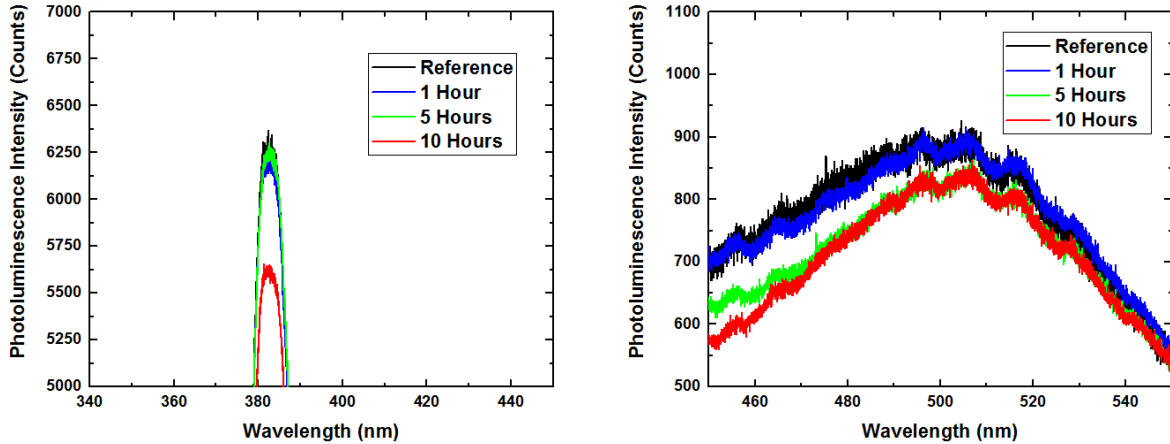 Photoluminescence Intensity (Counts)
7000
6750
6500
6250
6000
5750
5500
5250
5000
340
360
380
400
420
440
Wavelength (nm)
Reference
1 Hour
5 Hours
10 Hours
Photoluminescence Intensity (Counts)
1100
1000
900
800
700
600
500
460
480
500
520
540
Wavelength (nm)
Reference
1 Hour
5 Hours
10 Hours